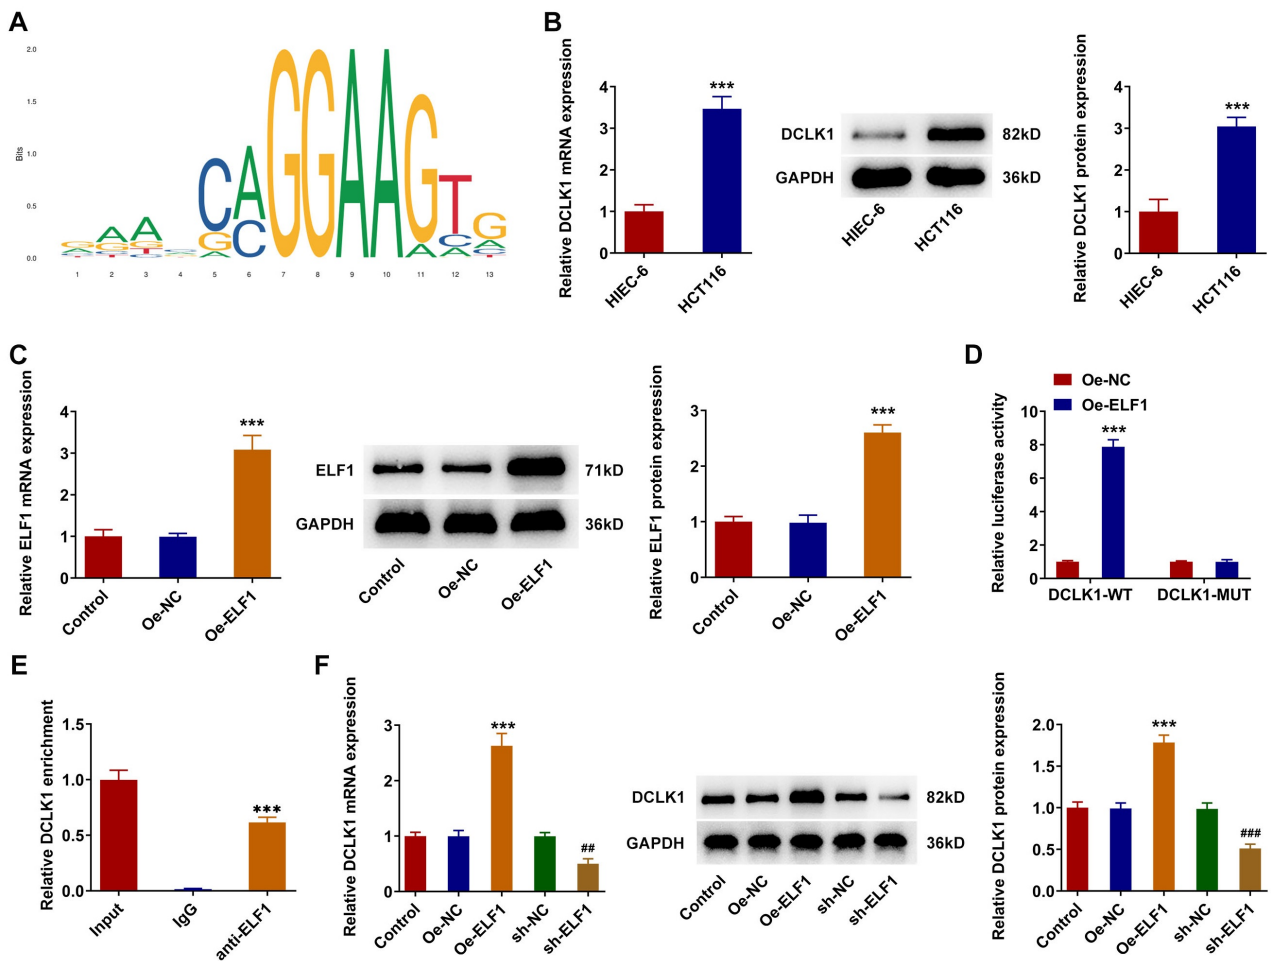 A
2.0
1.5
1.0
0.5
0.0
Bits
1 2 3 4 5 6 7 8 9 10 11 12 13
B
Relative DCLK1 mRNA expression
4
3
2
1
0
***
HIEC-6
HCT116
DCLK1
82kD
GAPDH
36kD
HIEC-6
HCT116
Relative DCLK1 protein expression
4
3
2
1
0
***
HIEC-6
HCT116
C
Relative ELF1 mRNA expression
4
3
2
1
0
***
Control
Oe-NC
Oe-ELF1
ELF1
71kD
GAPDH
36kD
Control
Oe-NC
Oe-ELF1
Relative ELF1 protein expression
3
2
1
0
***
Control
Oe-NC
Oe-ELF1
D
Oe-NC
Oe-ELF1
Relative luciferase activity
10
8
6
4
2
0
***
DCLK1-WT
DCLK1-MUT
E
Relative DCLK1 enrichment
1.5
1.0
0.5
0.0
***
Input
IgG
anti-ELF1
F
Relative DCLK1 mRNA expression
3
2
1
0
***
##
Control
Oe-NC
Oe-ELF1
sh-NC
sh-ELF1
DCLK1
82kD
GAPDH
36kD
Control
Oe-NC
Oe-ELF1
sh-NC
sh-ELF1
Relative DCLK1 protein expression
2.0
1.5
1.0
0.5
0.0
***
###
Control
Oe-NC
Oe-ELF1
sh-NC
sh-ELF1